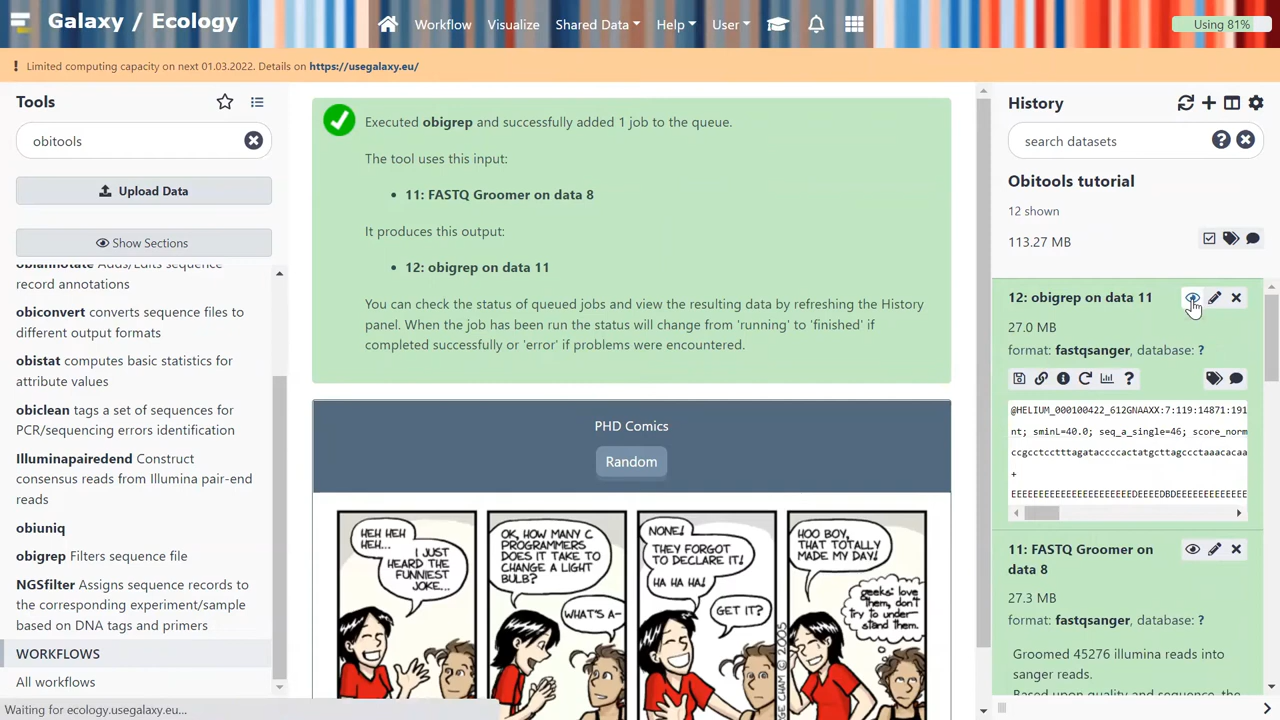 Galaxy / Ecology
Workflow
Visualize
Shared Data
Help
User
Using 81%
! Limited computing capacity on next 01.03.2022. Details on https://usegalaxy.eu/
Tools
obitools
Upload Data
Show Sections
obiannotate Adds/Edits sequence
record annotations
obiconvert converts sequence files to
different output formats
obistat computes basic statistics for
attribute values
obiclean tags a set of sequences for
PCR/sequencing errors identification
Illuminapairedend Construct
consensus reads from Illumina pair-end
reads
obiuniq
obigrep Filters sequence file
NGSfilter Assigns sequence records to
the corresponding experiment/sample
based on DNA tags and primers
WORKFLOWS
All workflows
Waiting for ecology.usegalaxy.eu...
Executed obigrep and successfully added 1 job to the queue.
The tool uses this input:
• 11: FASTQ Groomer on data 8
It produces this output:
• 12: obigrep on data 11
You can check the status of queued jobs and view the resulting data by refreshing the History
panel. When the job has been run the status will change from 'running' to 'finished' if
completed successfully or 'error' if problems were encountered.
PHD Comics
Random
HEH HEH
HEH...
I JUST
HEARD THE
FUNNIEST
JOKE...
OK, HOW MANY C
PROGRAMMERS
DOES IT TAKE TO
CHANGE A LIGHT
BULB?
WHAT'S A-
NONE!
THEY FORGOT
TO DECLARE IT!
HA HA HA!
GET IT?
HOO BOY,
THAT TOTALLY
MADE MY DAY!
geeks: love
them, don't
try to under-
stand them.
GE CHAM © 2005
History
search datasets
Obitools tutorial
12 shown
113.27 MB
12: obigrep on data 11
27.0 MB
format: fastqsanger, database: ?
@HELIUM_000100422_612GNAAXX:7:119:14871:191
nt; sminL=40.0; seq_a_single=46; score_norm
ccgcctcctttagataccccactatgcttagccctaaacacaa
+
EEEEEEEEEEEEEEEEEEEEEEDEEEEDBDEEEEEEEEEEEEE
11: FASTQ Groomer on
data 8
27.3 MB
format: fastqsanger, database: ?
Groomed 45276 illumina reads into
sanger reads.
Based upon quality and sequence, the